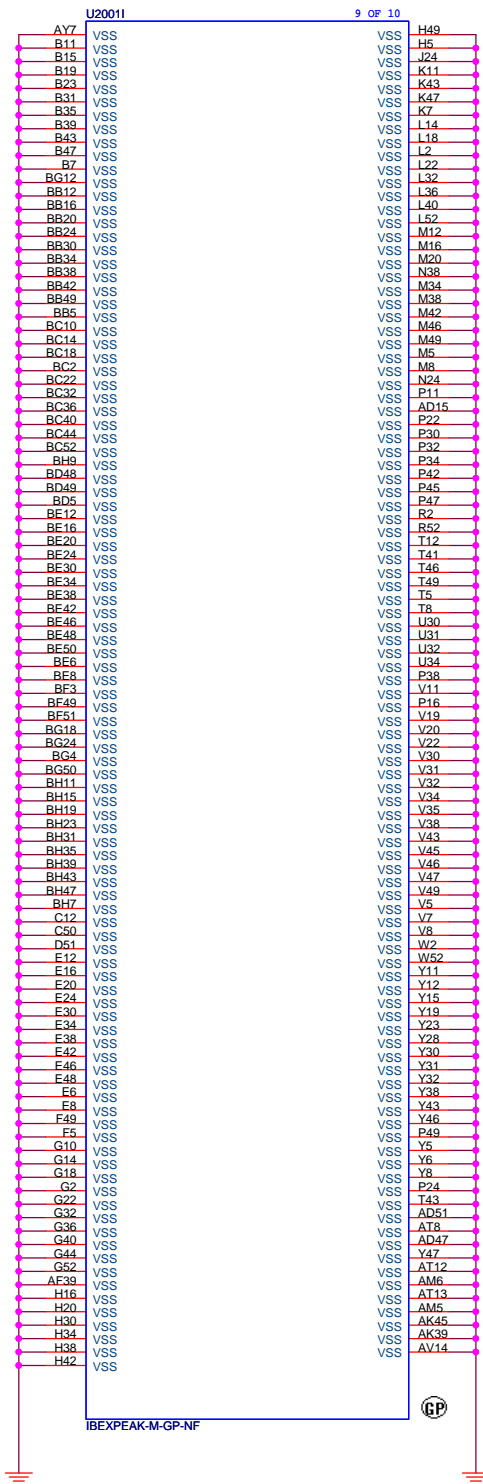 U2001I 9 OF 10
AY7 VSS VSS H49
B11 VSS VSS H5
B15 VSS VSS J24
B19 VSS VSS K11
B23 VSS VSS K43
B31 VSS VSS K47
B35 VSS VSS K7
B39 VSS VSS L14
B43 VSS VSS L18
B47 VSS VSS L2
B7 VSS VSS L22
BG12 VSS VSS L32
BB12 VSS VSS L36
BB16 VSS VSS L40
BB20 VSS VSS L52
BB24 VSS VSS M12
BB30 VSS VSS M16
BB34 VSS VSS M20
BB38 VSS VSS N38
BB42 VSS VSS M34
BB49 VSS VSS M38
BB5 VSS VSS M42
BC10 VSS VSS M46
BC14 VSS VSS M49
BC18 VSS VSS M5
BC2 VSS VSS M8
BC22 VSS VSS N24
BC32 VSS VSS P11
BC36 VSS VSS AD15
BC40 VSS VSS P22
BC44 VSS VSS P30
BC52 VSS VSS P32
BH9 VSS VSS P34
BD48 VSS VSS P42
BD49 VSS VSS P45
BD5 VSS VSS P47
BE12 VSS VSS R2
BE16 VSS VSS R52
BE20 VSS VSS T12
BE24 VSS VSS T41
BE30 VSS VSS T46
BE34 VSS VSS T49
BE38 VSS VSS T5
BE42 VSS VSS T8
BE46 VSS VSS U30
BE48 VSS VSS U31
BE50 VSS VSS U32
BE6 VSS VSS U34
BE8 VSS VSS P38
BF3 VSS VSS V11
BF49 VSS VSS P16
BF51 VSS VSS V19
BG18 VSS VSS V20
BG24 VSS VSS V22
BG4 VSS VSS V30
BG50 VSS VSS V31
BH11 VSS VSS V32
BH15 VSS VSS V34
BH19 VSS VSS V35
BH23 VSS VSS V38
BH31 VSS VSS V43
BH35 VSS VSS V45
BH39 VSS VSS V46
BH43 VSS VSS V47
BH47 VSS VSS V49
BH7 VSS VSS V5
C12 VSS VSS V7
C50 VSS VSS V8
D51 VSS VSS W2
E12 VSS VSS W52
E16 VSS VSS Y11
E20 VSS VSS Y12
E24 VSS VSS Y15
E30 VSS VSS Y19
E34 VSS VSS Y23
E38 VSS VSS Y28
E42 VSS VSS Y30
E46 VSS VSS Y31
E48 VSS VSS Y32
E6 VSS VSS Y38
E8 VSS VSS Y43
F49 VSS VSS Y46
F5 VSS VSS P49
G10 VSS VSS Y5
G14 VSS VSS Y6
G18 VSS VSS Y8
G2 VSS VSS P24
G22 VSS VSS T43
G32 VSS VSS AD51
G36 VSS VSS AT8
G40 VSS VSS AD47
G44 VSS VSS Y47
G52 VSS VSS AT12
AF39 VSS VSS AM6
H16 VSS VSS AT13
H20 VSS VSS AM5
H30 VSS VSS AK45
H34 VSS VSS AK39
H38 VSS VSS AV14
H42 VSS
GP
IBEXPEAK-M-GP-NF